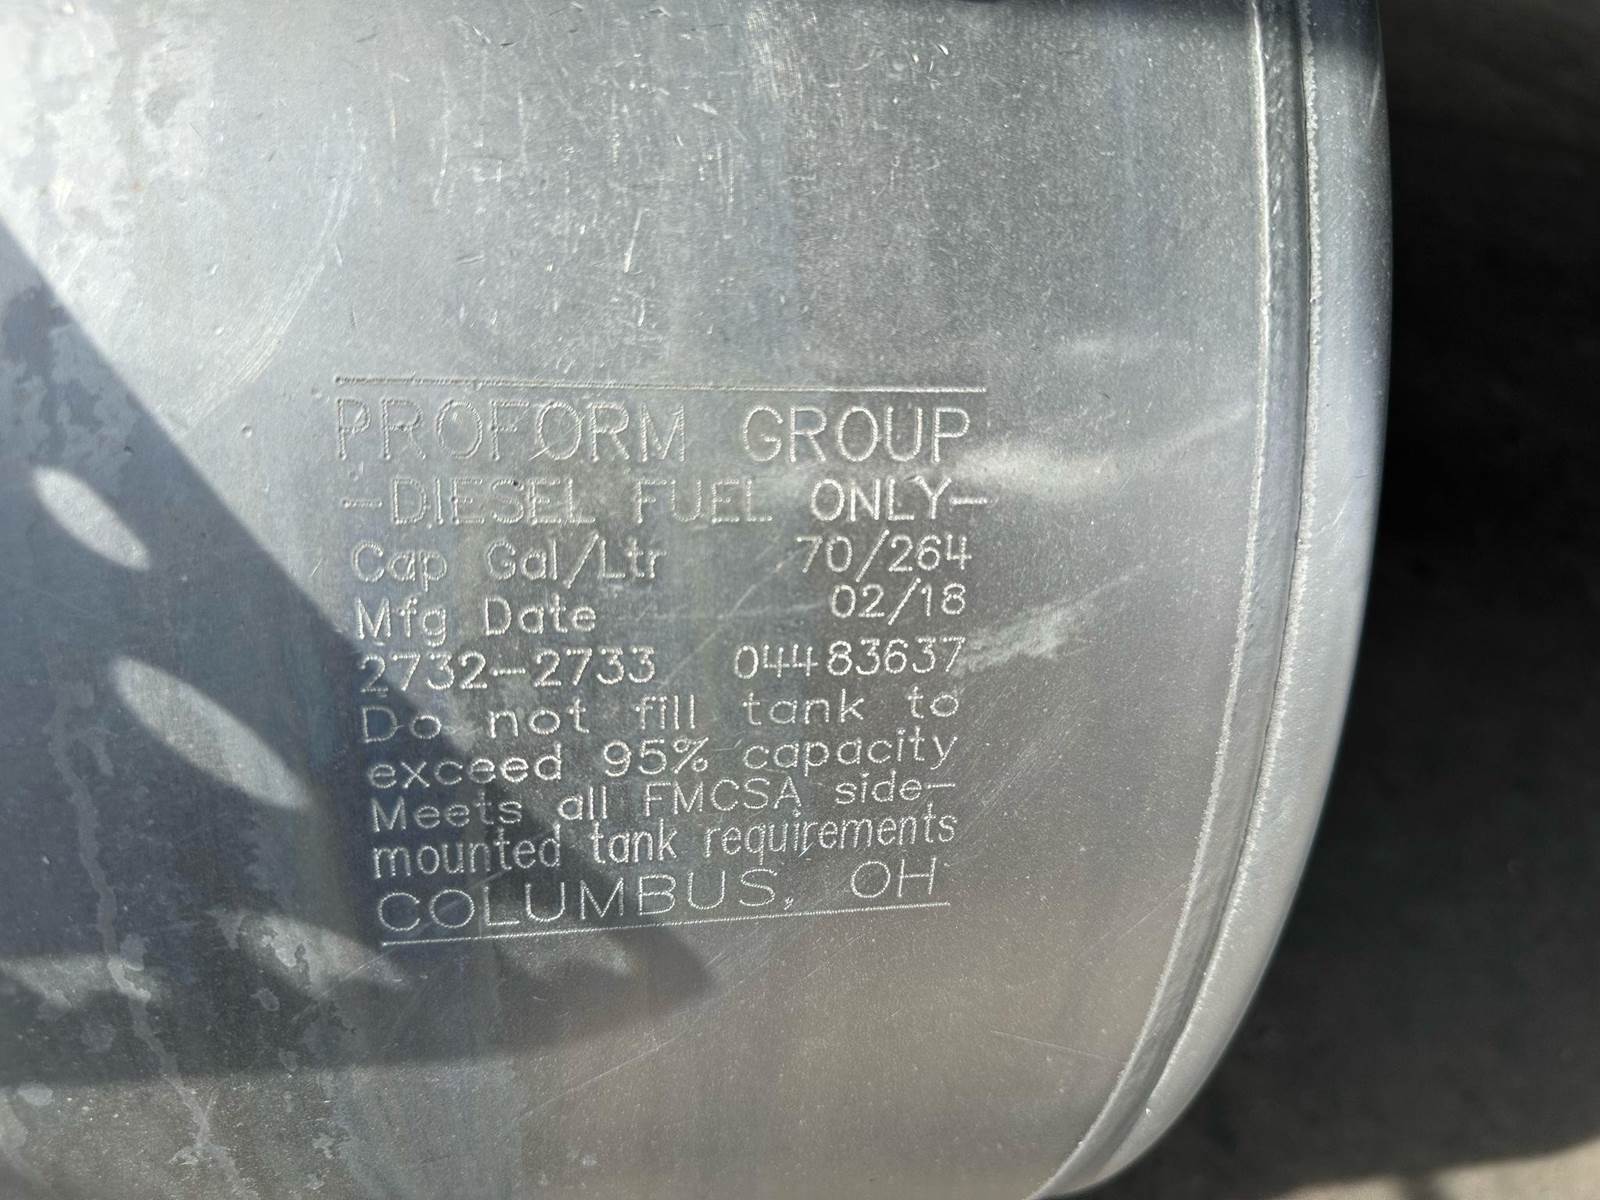 PROFORM GROUP
-DIESEL FUEL ONLY-
Cap Gal/Ltr 70/264
Mfg Date 02/18
2732-2733 04483637
Do not fill tank to
exceed 95% capacity
Meets all FMCSA side-
mounted tank requirements
COLUMBUS, OH